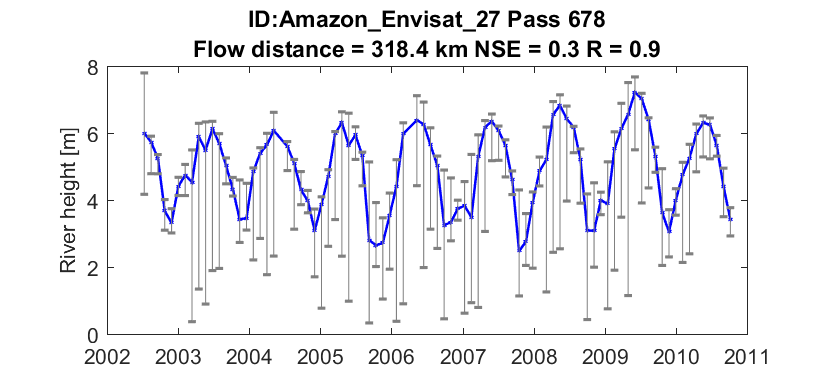 ID:Amazon_Envisat_27 Pass 678
Flow distance = 318.4 km NSE = 0.3 R = 0.9
8
6
River height [m]
4
2
0
2002 2003 2004 2005 2006 2007 2008 2009 2010 2011